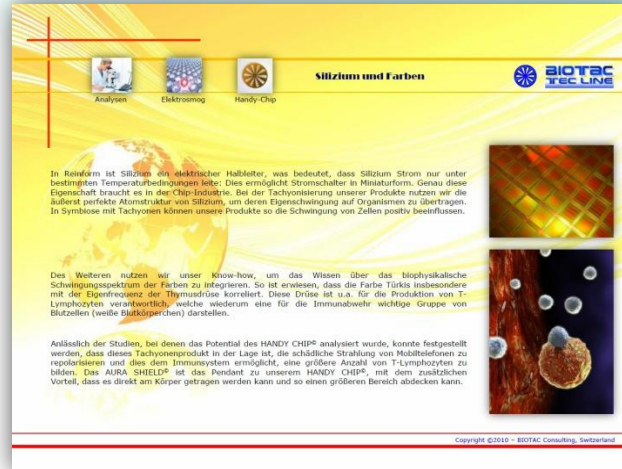 Silizium und Farben
BIOTAC
TEC LINE
Analysen
Elektrosmog
Handy-Chip
In Reinform ist Silizium ein elektrischer Halbleiter, was bedeutet, dass Silizium Strom nur unter
bestimmten Temperaturbedingungen leite: Dies ermöglicht Stromschalter in Miniaturform. Genau diese
Eigenschaft braucht es in der Chip-Industrie. Bei der Tachyonisierung unserer Produkte nutzen wir die
äußerst perfekte Atomstruktur von Silizium, um deren Eigenschwingung auf Organismen zu übertragen.
In Symbiose mit Tachyonen können unsere Produkte so die Schwingung von Zellen positiv beeinflussen.
Des Weiteren nutzen wir unser Know-how, um das Wissen über das biophysikalische
Schwingungsspektrum der Farben zu integrieren. So ist erwiesen, dass die Farbe Türkis insbesondere
mit der Eigenfrequenz der Thymusdrüse korreliert. Diese Drüse ist u.a. für die Produktion von T-
Lymphozyten verantwortlich, welche wiederum eine für die Immunabwehr wichtige Gruppe von
Blutzellen (weiße Blutkörperchen) darstellen.
Anlässlich der Studien, bei denen das Potential des HANDY CHIP® analysiert wurde, konnte festgestellt
werden, dass dieses Tachyonenprodukt in der Lage ist, die schädliche Strahlung von Mobiltelefonen zu
repolarisieren und dies dem Immunsystem ermöglicht, eine größere Anzahl von T-Lymphozyten zu
bilden. Das AURA SHIELD® ist das Pendant zu unserem HANDY CHIP®, mit dem zusätzlichen
Vorteil, dass es direkt am Körper getragen werden kann und so einen größeren Bereich abdecken kann.
Copyright ©2010 - BIOTAC Consulting, Switzerland